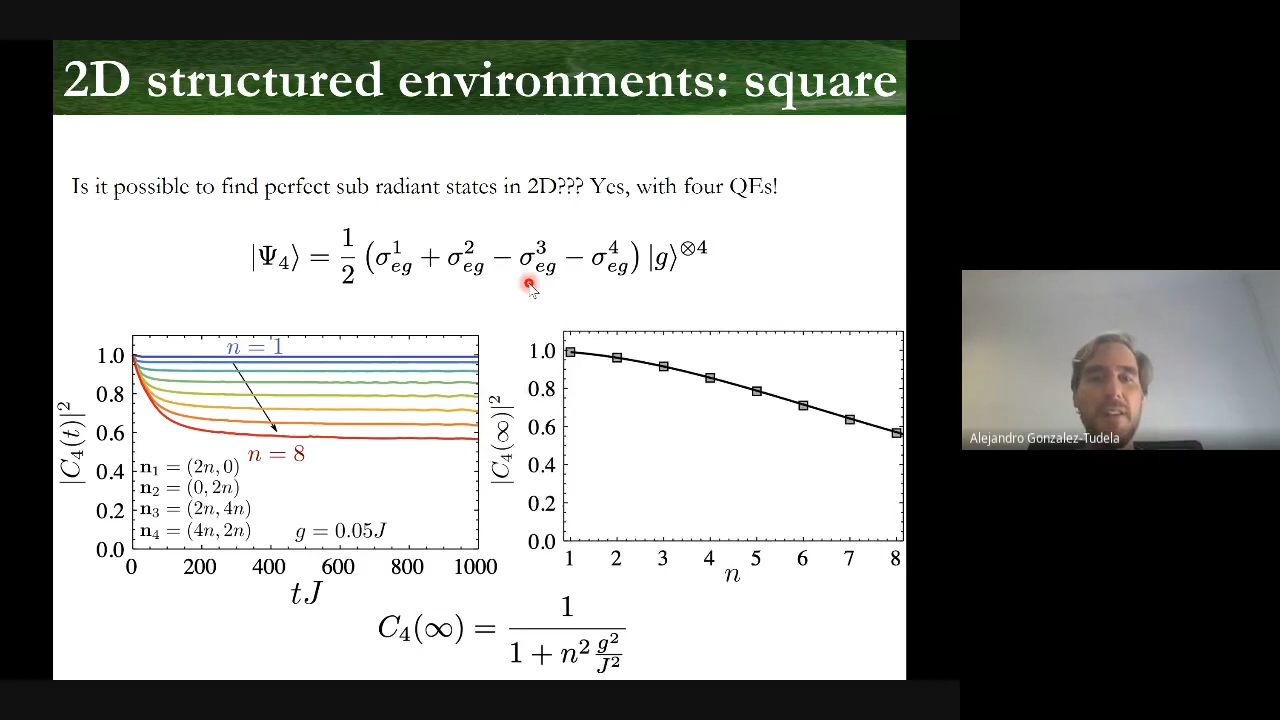 2D structured environments: square
Is it possible to find perfect sub radiant states in 2D??? Yes, with four QEs!
|Ψ₄⟩ = 1/2 (σ¹_eg + σ²_eg − σ³_eg − σ⁴_eg) |g⟩^⊗4
|C₄(t)|²
1.0
0.8
0.6
0.4
0.2
0.0
n = 1
n = 8
n₁ = (2n, 0)
n₂ = (0, 2n)
n₃ = (2n, 4n)
n₄ = (4n, 2n)
g = 0.05J
0 200 400 600 800 1000
tJ
|C₄(∞)|²
1.0
0.8
0.6
0.4
0.2
0.0
1 2 3 4 5 6 7 8
n
C₄(∞) = 1 / (1 + n² g²/J²)
Alejandro Gonzalez-Tudela